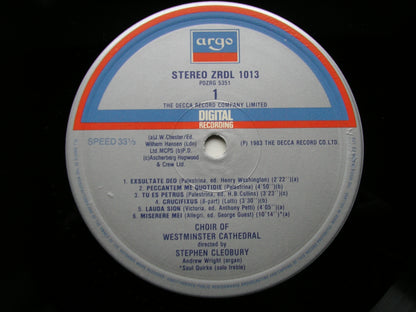 argo
STEREO ZRDL 1013
PDZRG 5351
1
THE DECCA RECORD COMPANY LIMITED
DIGITAL
RECORDING
SPEED 33⅓
(a)J.W.Chester/Ed.
Wilhelm Hansen (Ldn)
Ltd.MCPS (b)P.D.
(c)Ascherberg Hopwood
& Crew Ltd
(P) 1983 THE DECCA RECORD CO.LTD.
1. EXSULTATE DEO (Palestrina, ed. Henry Washington) (2'22")(a)
2. PECCANTEM ME QUOTIDIE (Palestrina) (4'50")(b)
3. TU ES PETRUS (Palestrina, ed. H.B.Collins) (3'21")(c)
4. CRUCIFIXUS (8-part) (Lotti) (3'30")(b)
5. LAUDA SION (Victoria, ed. Anthony Petti) (5'05")(a)
6. MISERERE MEI (Allegri, ed. George Guest) (10'14")*(a)
CHOIR OF
WESTMINSTER CATHEDRAL
directed by
STEPHEN CLEOBURY
Andrew Wright (organ)
*Saul Quirke (solo treble)